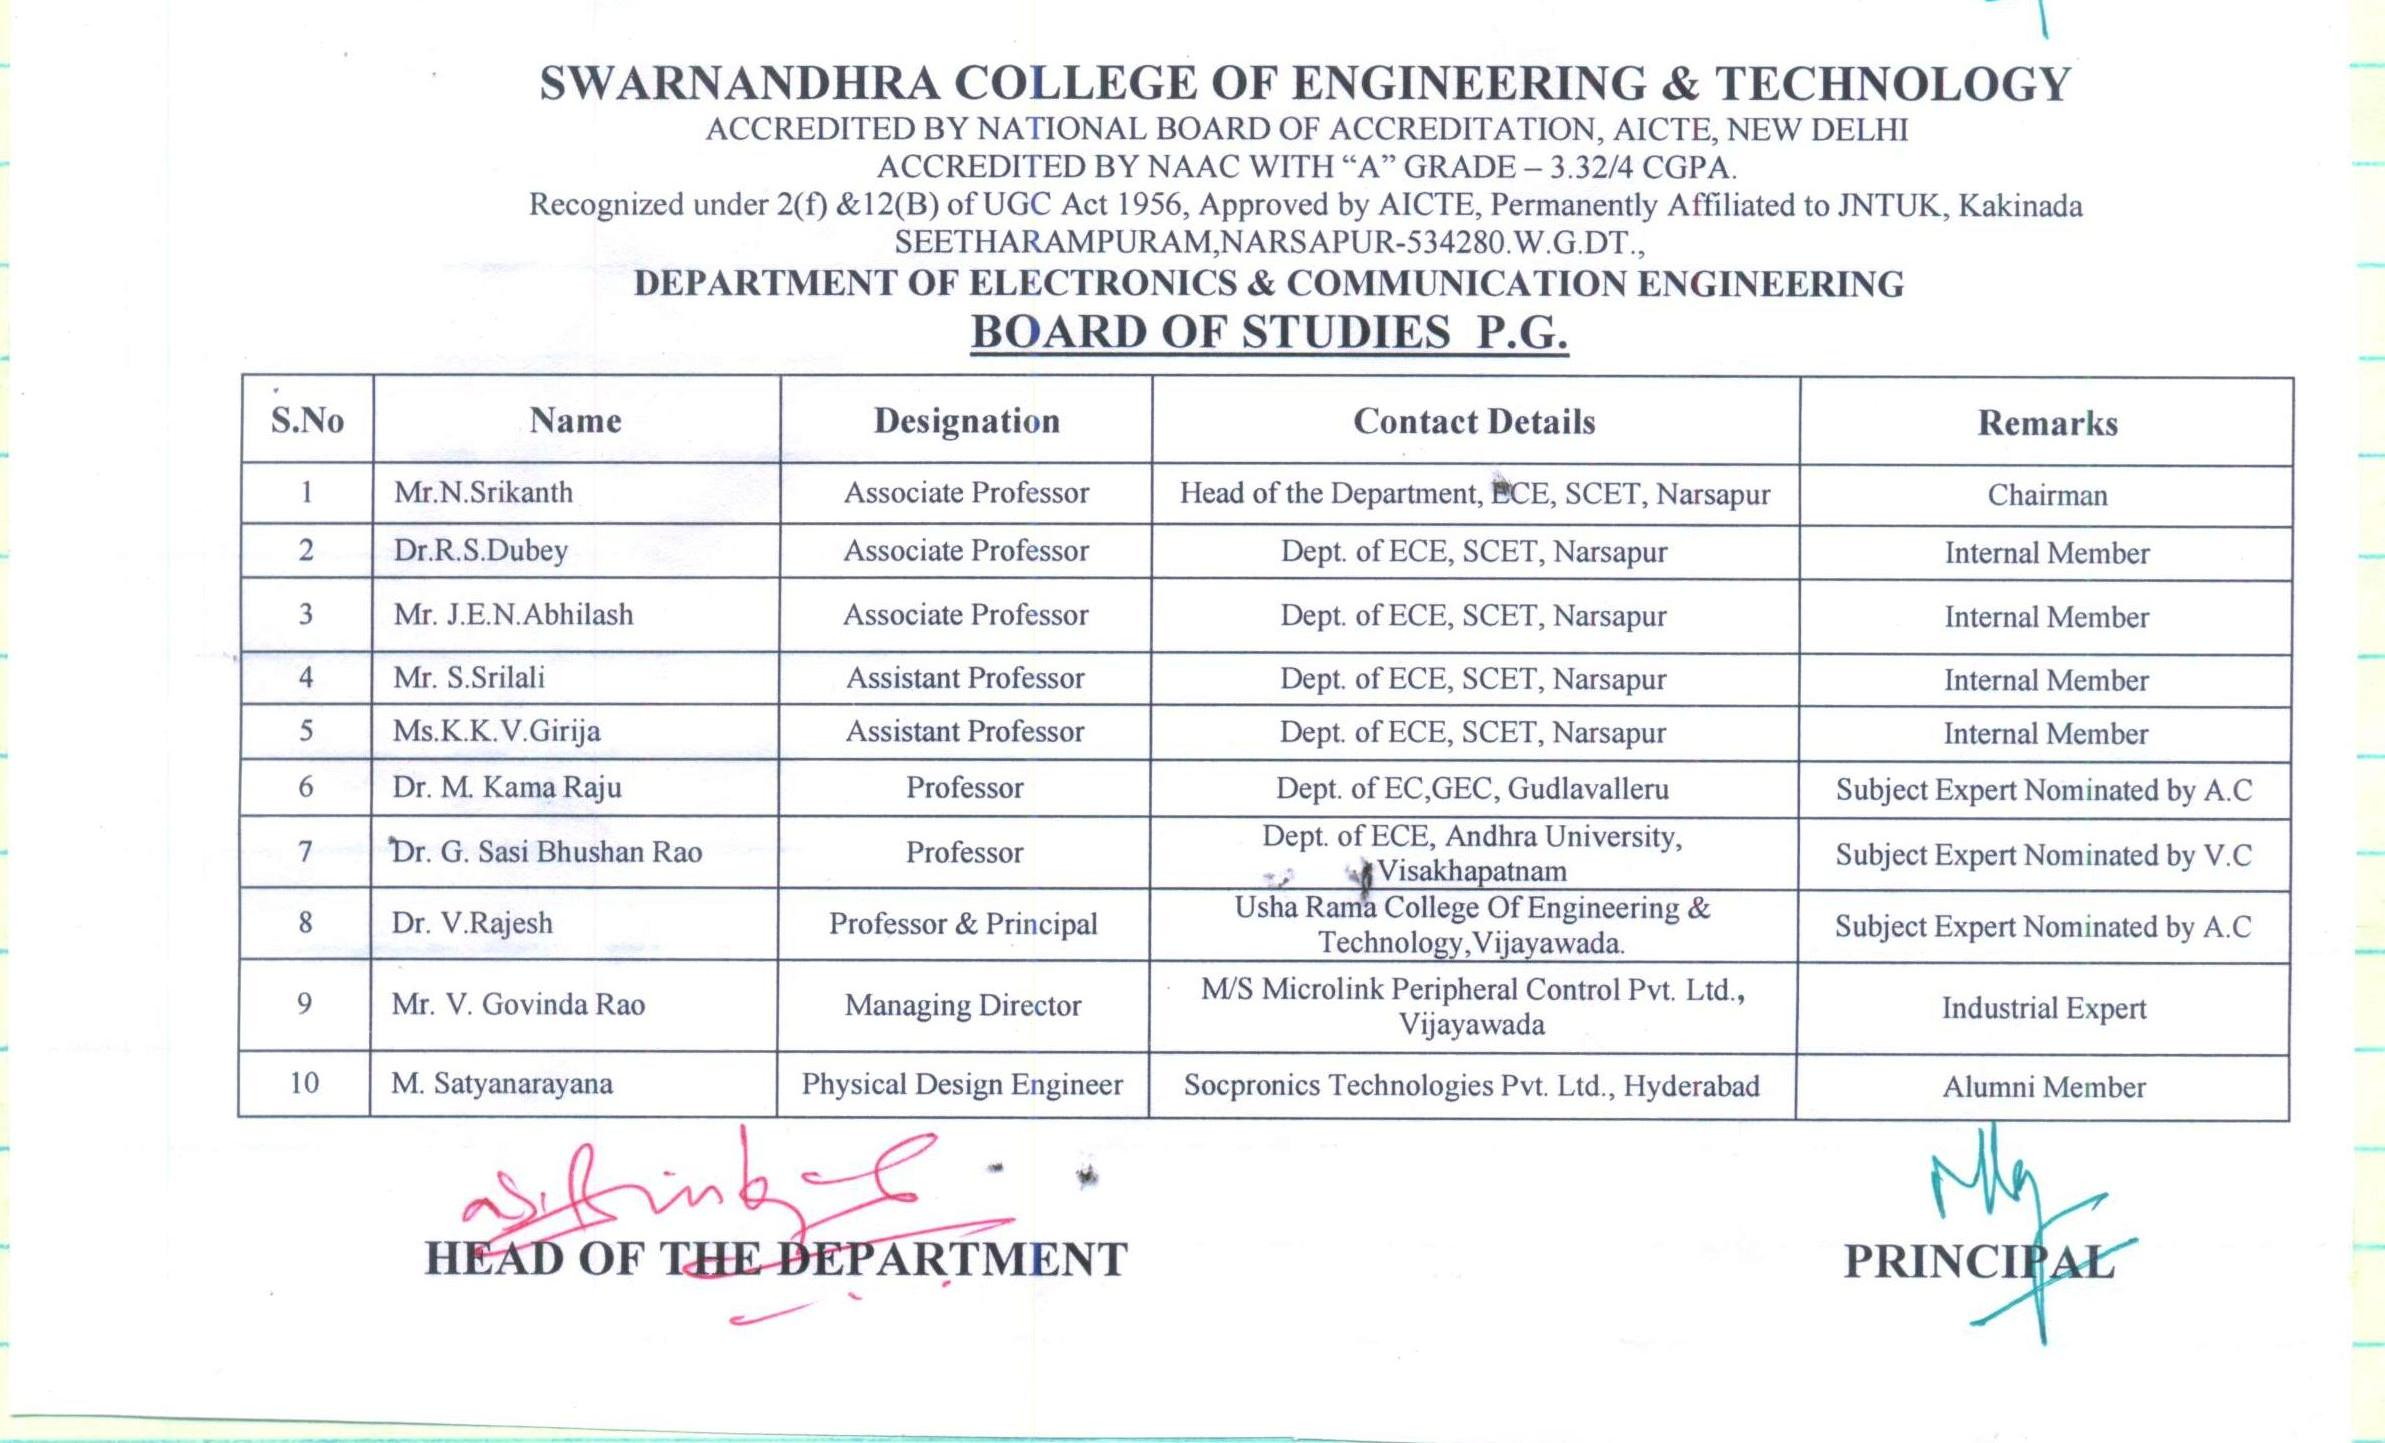 SWARNANDHRA COLLEGE OF ENGINEERING & TECHNOLOGY
ACCREDITED BY NATIONAL BOARD OF ACCREDITATION, AICTE, NEW DELHI
ACCREDITED BY NAAC WITH “A” GRADE – 3.32/4 CGPA.
Recognized under 2(f) &12(B) of UGC Act 1956, Approved by AICTE, Permanently Affiliated to JNTUK, Kakinada
SEETHARAMPURAM,NARSAPUR-534280.W.G.DT.,
DEPARTMENT OF ELECTRONICS & COMMUNICATION ENGINEERING
BOARD OF STUDIES P.G.
S.No Name Designation Contact Details Remarks
1 Mr.N.Srikanth Associate Professor Head of the Department, ECE, SCET, Narsapur Chairman
2 Dr.R.S.Dubey Associate Professor Dept. of ECE, SCET, Narsapur Internal Member
3 Mr. J.E.N.Abhilash Associate Professor Dept. of ECE, SCET, Narsapur Internal Member
4 Mr. S.Srilali Assistant Professor Dept. of ECE, SCET, Narsapur Internal Member
5 Ms.K.K.V.Girija Assistant Professor Dept. of ECE, SCET, Narsapur Internal Member
6 Dr. M. Kama Raju Professor Dept. of EC,GEC, Gudlavalleru Subject Expert Nominated by A.C
7 Dr. G. Sasi Bhushan Rao Professor Dept. of ECE, Andhra University,
Visakhapatnam Subject Expert Nominated by V.C
8 Dr. V.Rajesh Professor & Principal Usha Rama College Of Engineering &
Technology,Vijayawada. Subject Expert Nominated by A.C
9 Mr. V. Govinda Rao Managing Director M/S Microlink Peripheral Control Pvt. Ltd.,
Vijayawada Industrial Expert
10 M. Satyanarayana Physical Design Engineer Socpronics Technologies Pvt. Ltd., Hyderabad Alumni Member
HEAD OF THE DEPARTMENT PRINCIPAL